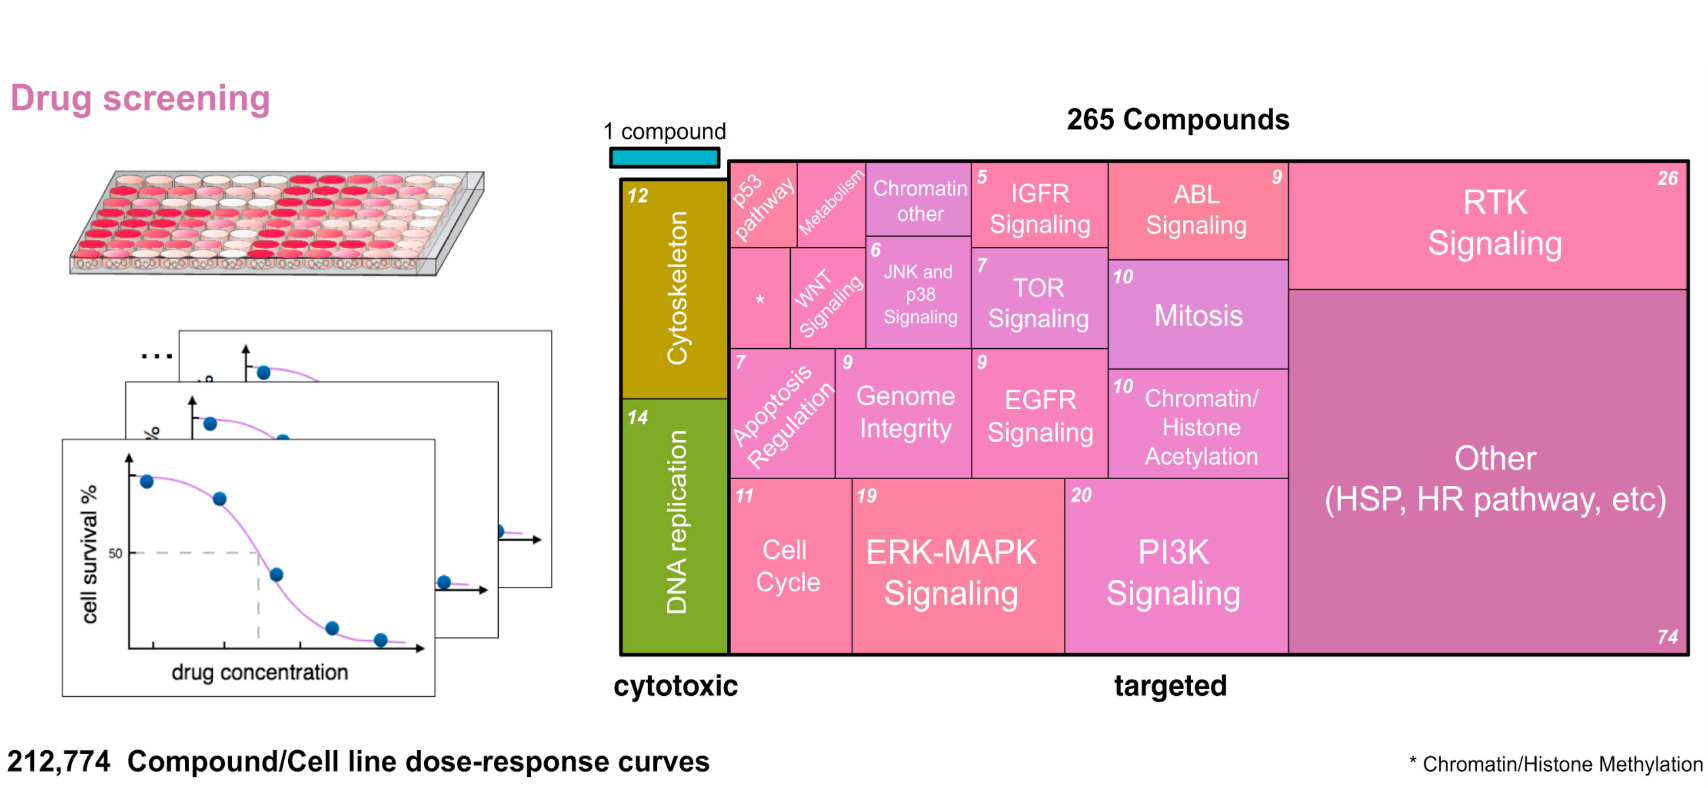 Drug screening
...
%
%
cell survival %
50
drug concentration
212,774 Compound/Cell line dose-response curves
1 compound
265 Compounds
12
Cytoskeleton
14
DNA replication
p53
pathway
Metabolism
Chromatin
other
5
IGFR
Signaling
9
ABL
Signaling
26
RTK
Signaling
*
WNT
Signaling
6
JNK and
p38
Signaling
7
TOR
Signaling
10
Mitosis
7
Apoptosis
Regulation
9
Genome
Integrity
9
EGFR
Signaling
10
Chromatin/
Histone
Acetylation
Other
(HSP, HR pathway, etc)
74
11
Cell
Cycle
19
ERK-MAPK
Signaling
20
PI3K
Signaling
cytotoxic
targeted
* Chromatin/Histone Methylation